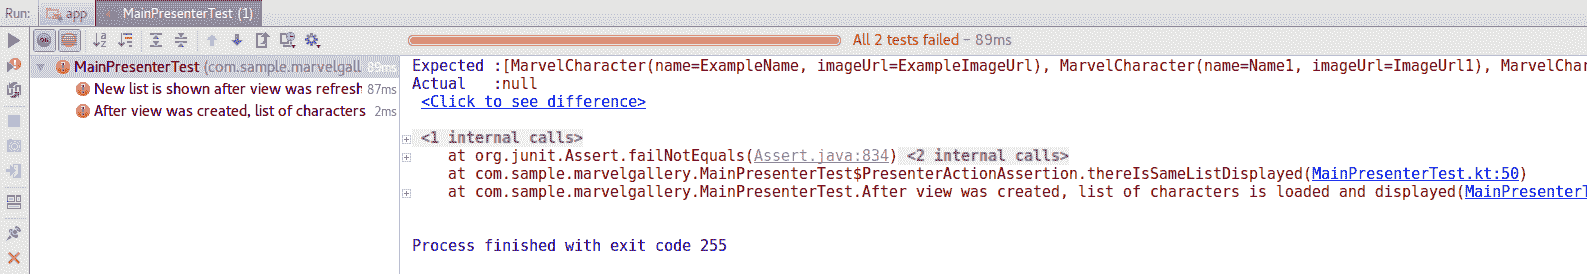 Run: app MainPresenterTest (1)
All 2 tests failed – 89ms
MainPresenterTest (com.sample.marvelgall 89ms
New list is shown after view was refresh 87ms
After view was created, list of characters 2ms
Expected :[MarvelCharacter(name=ExampleName, imageUrl=ExampleImageUrl), MarvelCharacter(name=Name1, imageUrl=ImageUrl1), MarvelChar
Actual :null
<Click to see difference>
<1 internal calls>
at org.junit.Assert.failNotEquals(Assert.java:834) <2 internal calls>
at com.sample.marvelgallery.MainPresenterTest$PresenterActionAssertion.thereIsSameListDisplayed(MainPresenterTest.kt:50)
at com.sample.marvelgallery.MainPresenterTest.After view was created, list of characters is loaded and displayed(MainPresenterT
Process finished with exit code 255